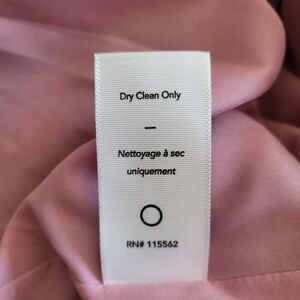 Dry Clean Only
Nettoyage à sec
uniquement
RN# 115562